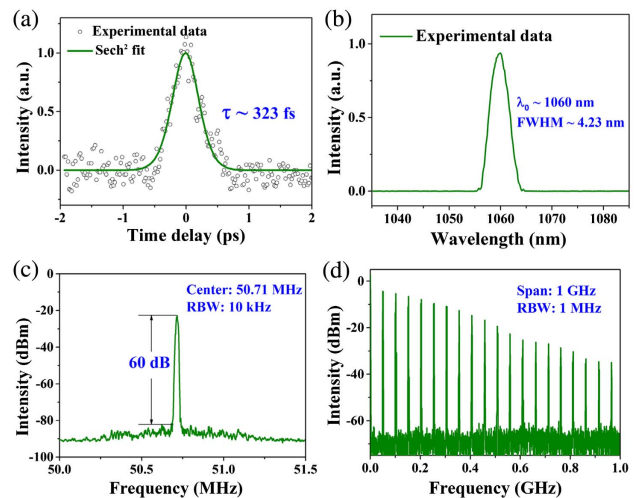 (a)
Experimental data
Sech² fit
τ ~ 323 fs
Intensity (a.u.)
1.0
0.5
0.0
-2
-1
0
1
2
Time delay (ps)
(b)
Experimental data
λ0 ~ 1060 nm
FWHM ~ 4.23 nm
Intensity (a.u.)
1.0
0.5
0.0
1040
1050
1060
1070
1080
Wavelength (nm)
(c)
Center: 50.71 MHz
RBW: 10 kHz
60 dB
Intensity (dBm)
0
-20
-40
-60
-80
-100
50.0
50.5
51.0
51.5
Frequency (MHz)
(d)
Span: 1 GHz
RBW: 1 MHz
Intensity (dBm)
0
-20
-40
-60
0.0
0.2
0.4
0.6
0.8
1.0
Frequency (GHz)